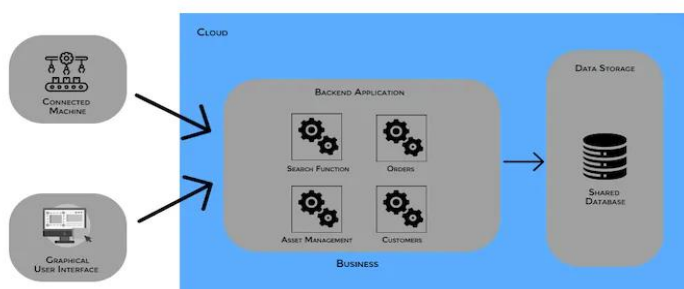 Cloud
Connected
Machine
Graphical
User Interface
Backend Application
Search Function
Orders
Asset Management
Customers
Business
Data Storage
Shared
Database